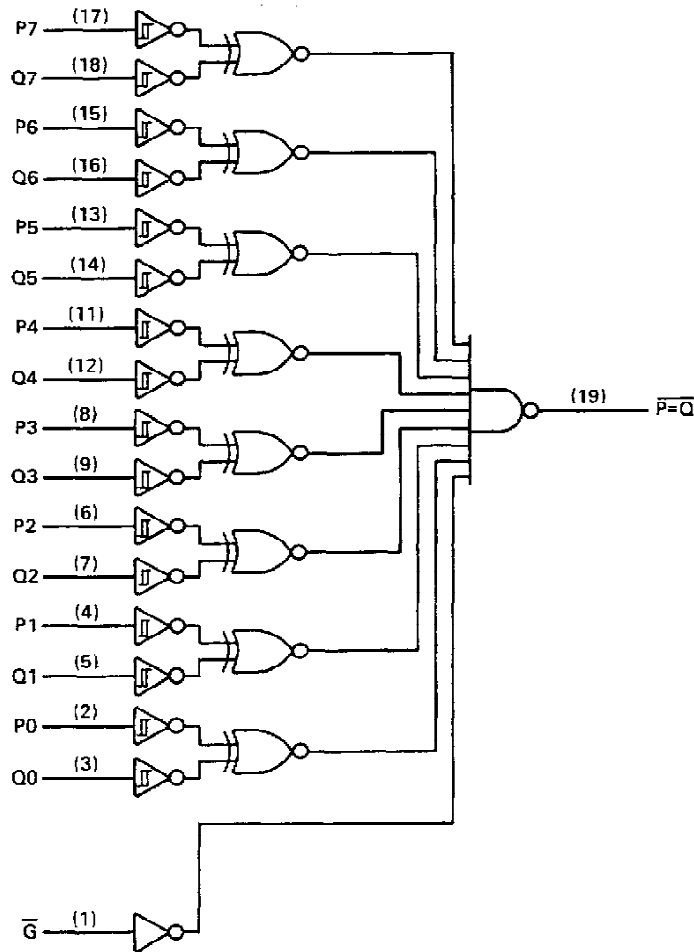 P7 (17)
Q7 (18)
P6 (15)
Q6 (16)
P5 (13)
Q5 (14)
P4 (11)
Q4 (12)
P3 (8)
Q3 (9)
P2 (6)
Q2 (7)
P1 (4)
Q1 (5)
P0 (2)
Q0 (3)
G̅ (1)
(19) P̅=̅Q̅